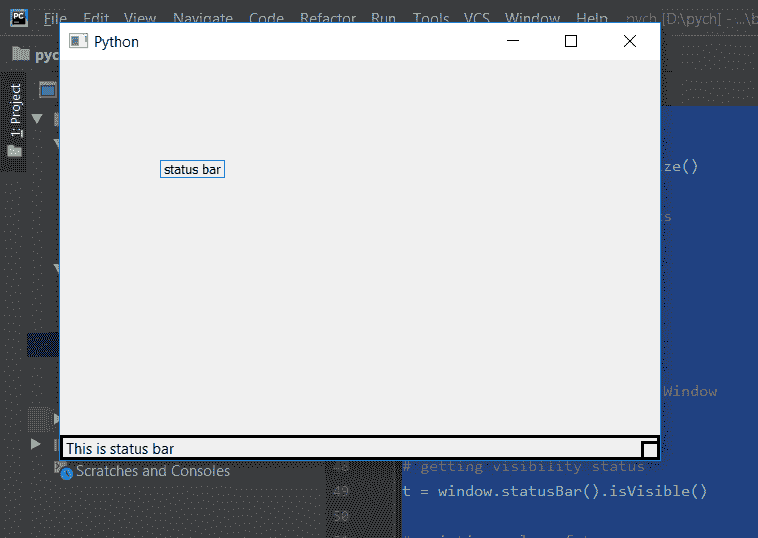 PC File Edit View Navigate Code Refactor Run Tools VCS Window Help pych [D:\pych[ - ...\b
Python
pyc
1: Project
status bar
ze()
s
Window
This is status bar
Scratches and Consoles
48 # getting visibility status
49 t = window.statusBar().isVisible()
50